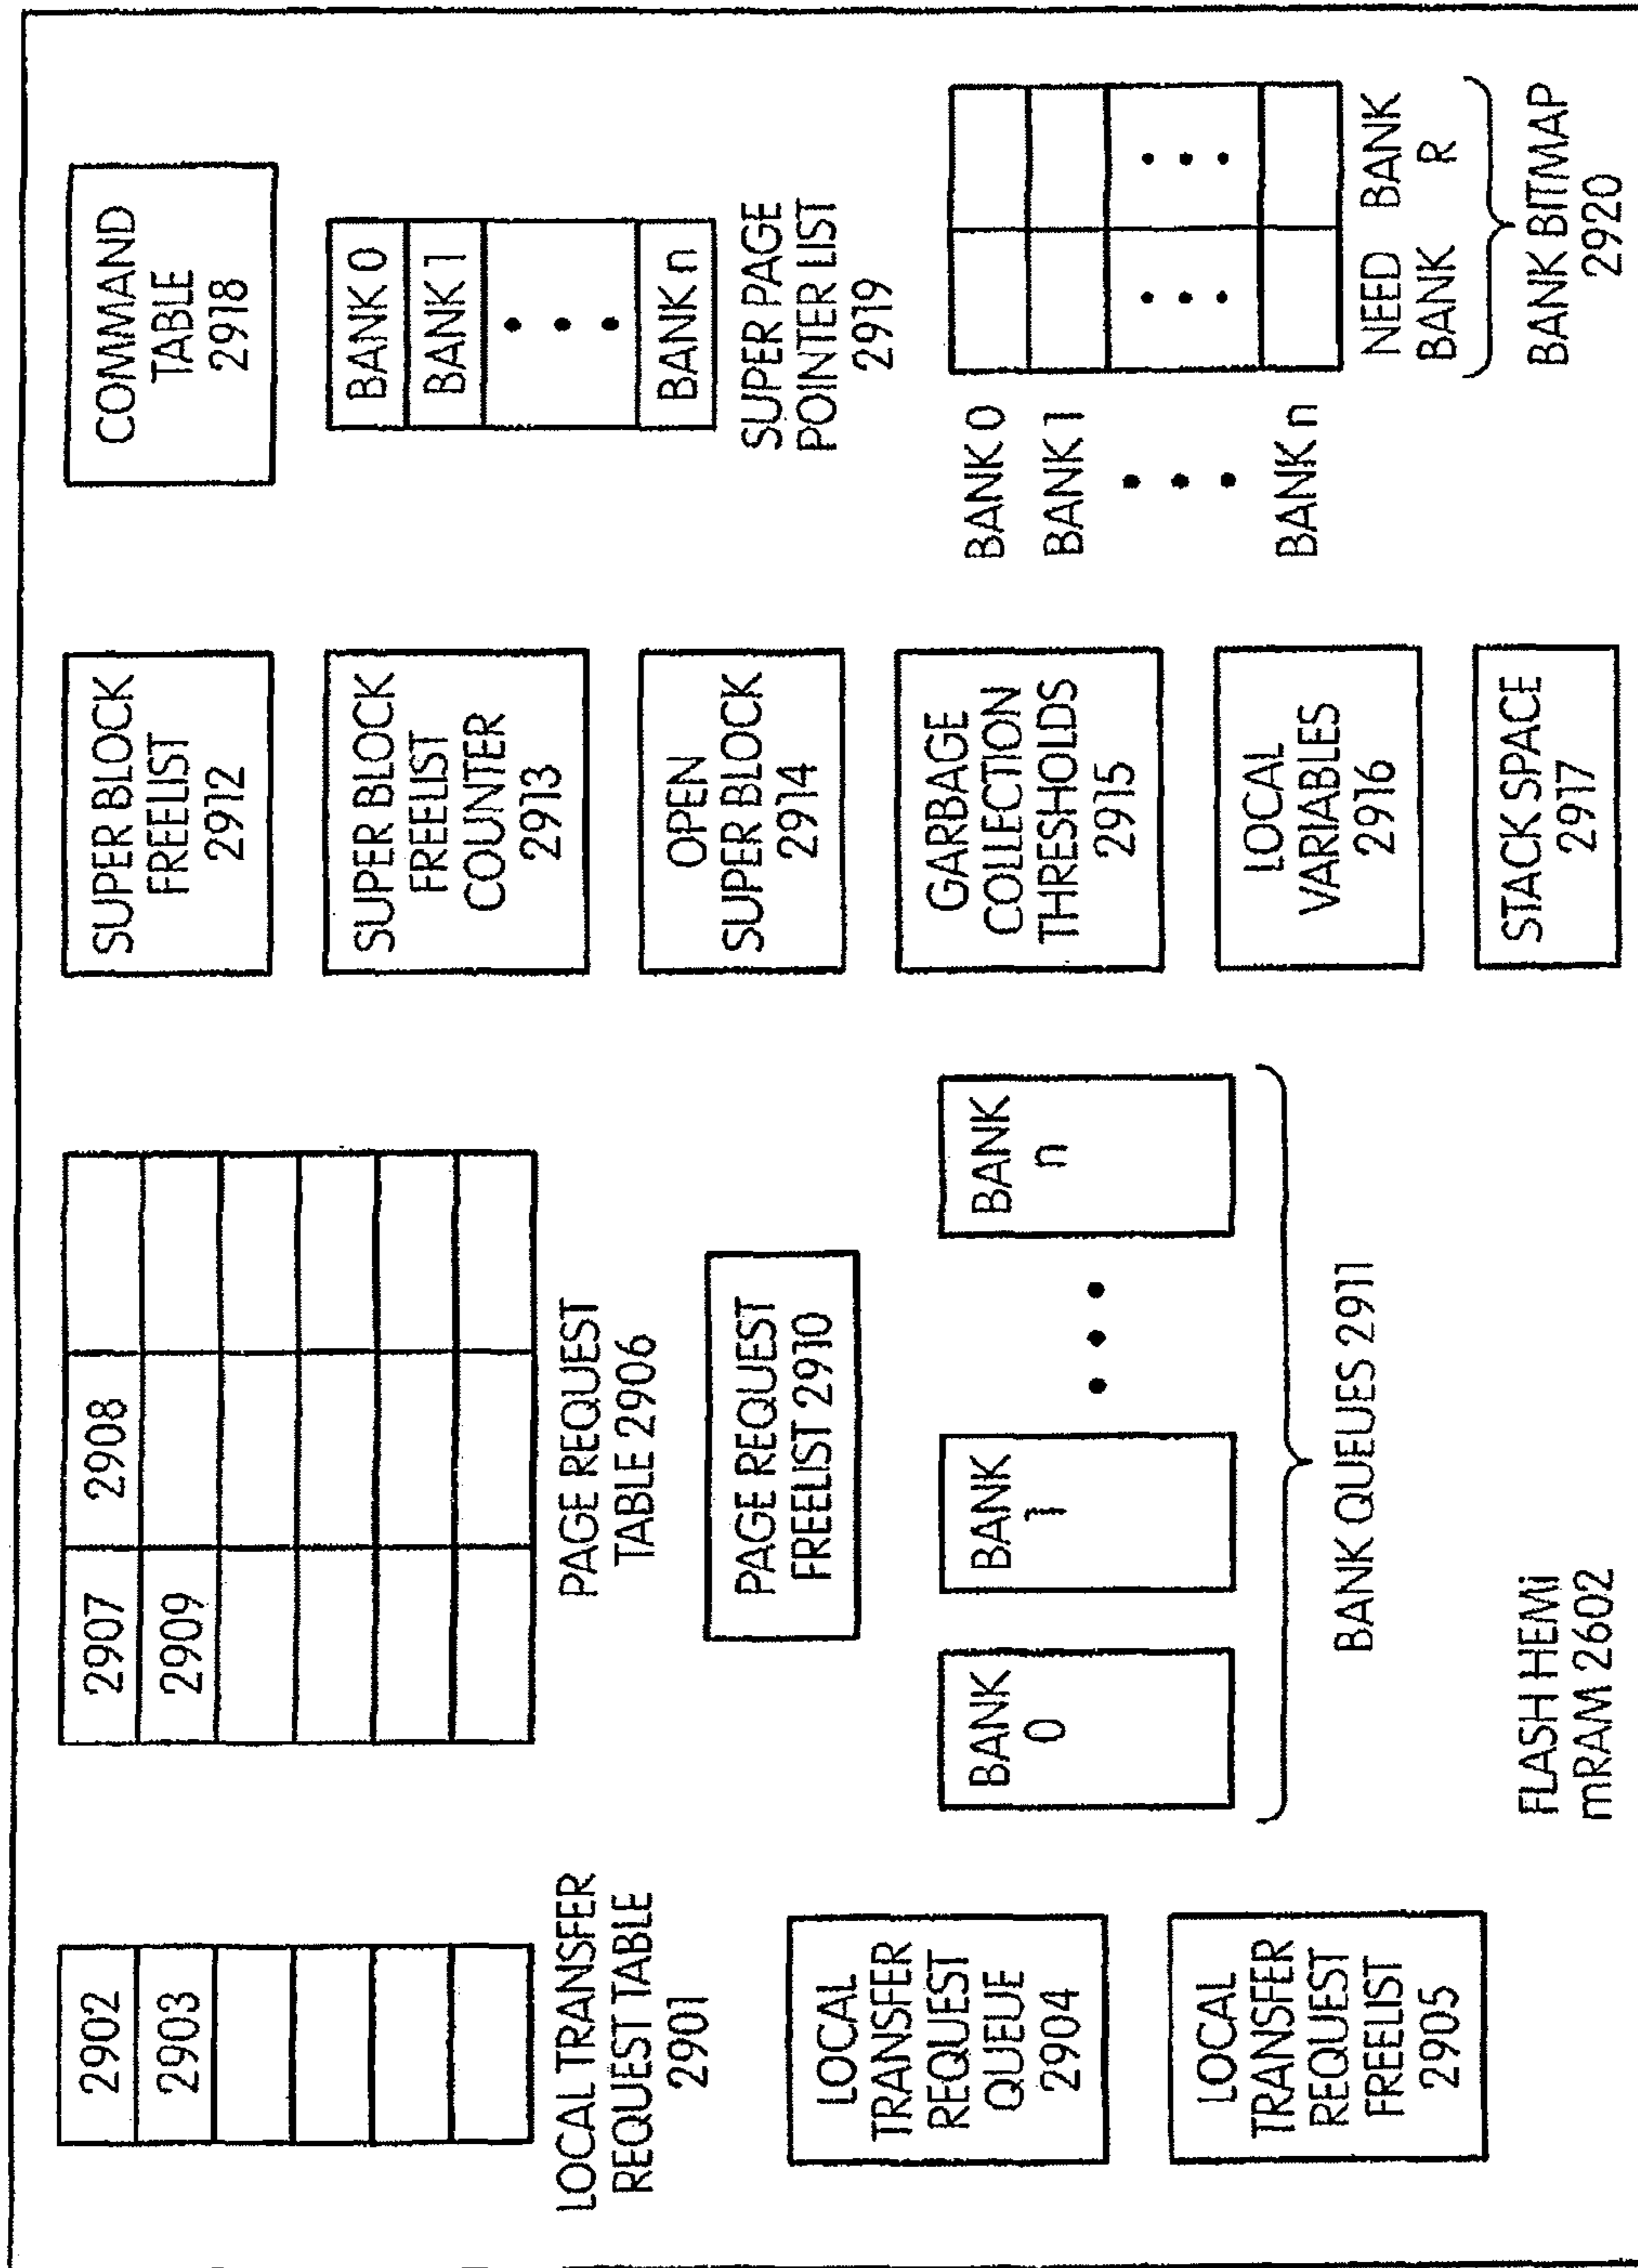 2902
2903
LOCAL TRANSFER
REQUEST TABLE
2901
LOCAL
TRANSFER
REQUEST
QUEUE
2904
LOCAL
TRANSFER
REQUEST
FREELIST
2905
2907
2908
2909
PAGE REQUEST
TABLE 2906
PAGE REQUEST
FREELIST 2910
BANK
0
BANK
1
BANK
n
BANK QUEUES 2911
FLASH HEMi
mRAM 2602
SUPER BLOCK
FREELIST
2912
SUPER BLOCK
FREELIST
COUNTER
2913
OPEN
SUPER BLOCK
2914
GARBAGE
COLLECTION
THRESHOLDS
2915
LOCAL
VARIABLES
2916
STACK SPACE
2917
COMMAND
TABLE
2918
BANK 0
BANK 1
BANK n
SUPER PAGE
POINTER LIST
2919
BANK 0
BANK 1
BANK n
NEED
BANK
BANK
R
BANK BITMAP
2920